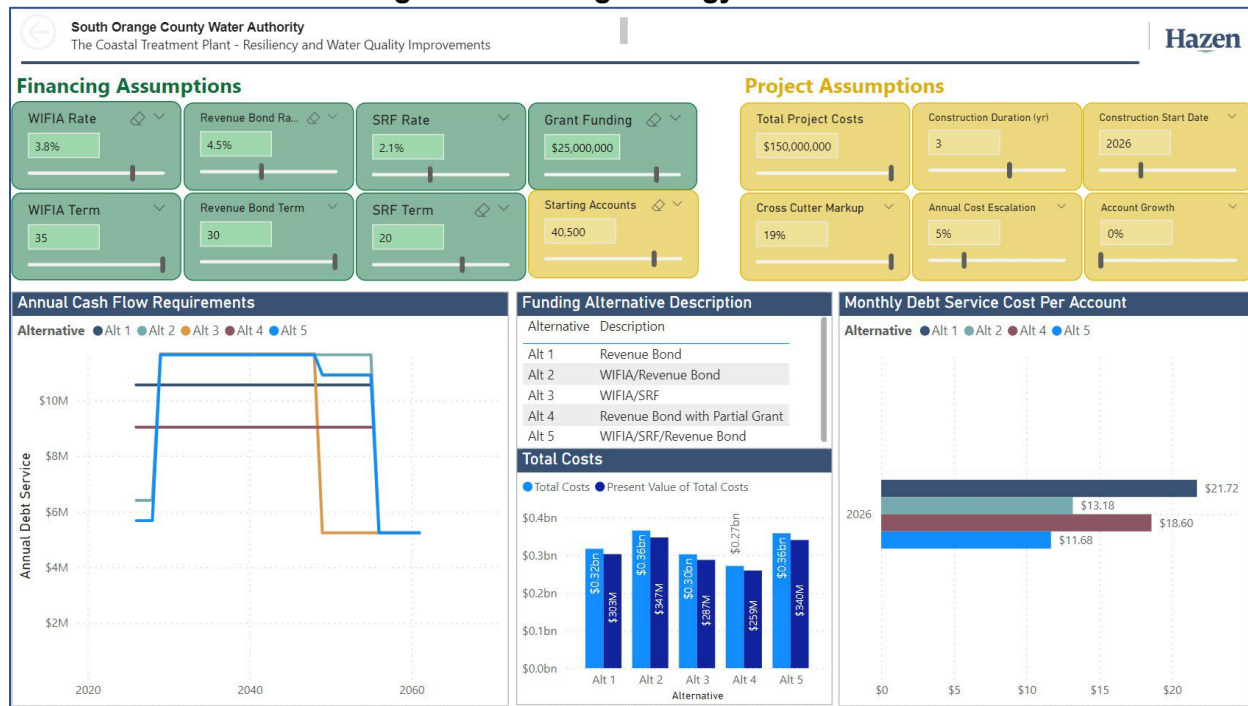 South Orange County Water Authority
The Coastal Treatment Plant - Resiliency and Water Quality Improvements
Hazen
Financing Assumptions
Project Assumptions
WIFIA Rate
3.8%
Revenue Bond Ra...
4.5%
SRF Rate
2.1%
Grant Funding
$25,000,000
Total Project Costs
$150,000,000
Construction Duration (yr)
3
Construction Start Date
2026
WIFIA Term
35
Revenue Bond Term
30
SRF Term
20
Starting Accounts
40,500
Cross Cutter Markup
19%
Annual Cost Escalation
5%
Account Growth
0%
Annual Cash Flow Requirements
Alternative Alt 1 Alt 2 Alt 3 Alt 4 Alt 5
Annual Debt Service
$10M
$8M
$6M
$4M
$2M
2020 2040 2060
Funding Alternative Description
Alternative Description
Alt 1 Revenue Bond
Alt 2 WIFIA/Revenue Bond
Alt 3 WIFIA/SRF
Alt 4 Revenue Bond with Partial Grant
Alt 5 WIFIA/SRF/Revenue Bond
Total Costs
Total Costs Present Value of Total Costs
$0.4bn
$0.3bn
$0.2bn
$0.1bn
$0.0bn
$0.32bn
$303M
$0.36bn
$347M
$0.30bn
$287M
$0.27bn
$259M
$0.36bn
$340M
Alt 1 Alt 2 Alt 3 Alt 4 Alt 5
Alternative
Monthly Debt Service Cost Per Account
Alternative Alt 1 Alt 2 Alt 4 Alt 5
2026
$21.72
$13.18
$18.60
$11.68
$0 $5 $10 $15 $20